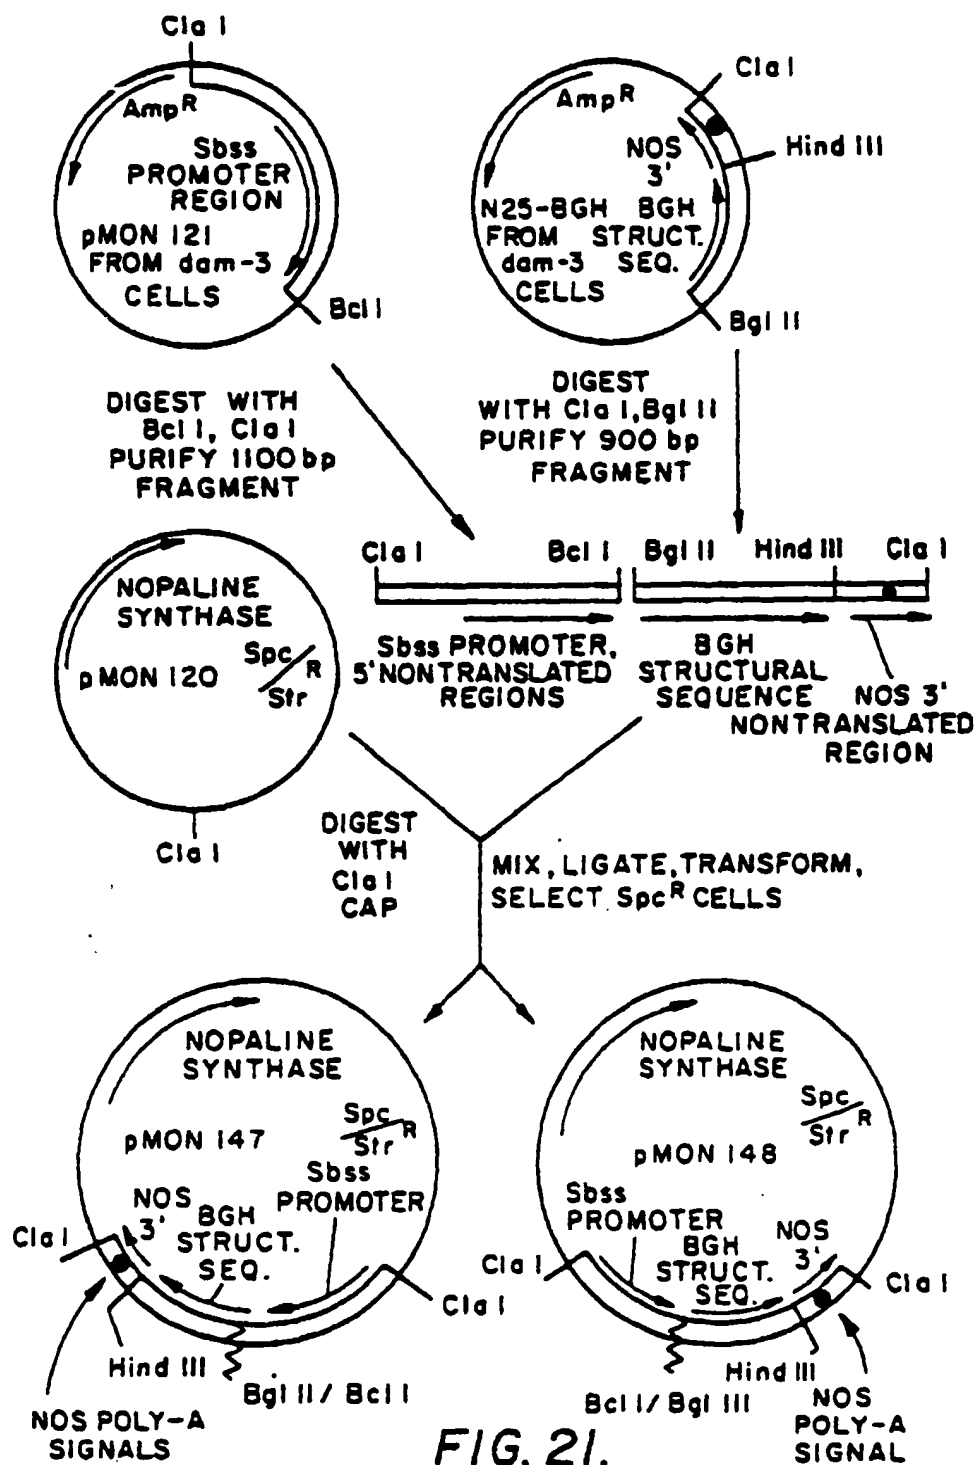 Cla I
Amp R
Sbss
PROMOTER
REGION
pMON 121
FROM dam-3
CELLS
Bcl I
Cla I
Amp R
Hind III
NOS
3'
N25-BGH
FROM
dam-3
CELLS
BGH
STRUCT.
SEQ.
Bgl II
DIGEST WITH
Bcl I, Cla I
PURIFY 1100 bp
FRAGMENT
DIGEST
WITH Cla I, Bgl II
PURIFY 900 bp
FRAGMENT
Cla I
Bcl I
Bgl II
Hind III
Cla I
Sbss PROMOTER,
5' NONTRANSLATED
REGIONS
BGH
STRUCTURAL
SEQUENCE
NOS 3'
NONTRANSLATED
REGION
NOPALINE
SYNTHASE
pMON 120
Spc/Str R
Cla I
DIGEST
WITH
Cla I
CAP
MIX, LIGATE, TRANSFORM,
SELECT Spc R CELLS
NOPALINE
SYNTHASE
pMON 147
Spc/Str R
Sbss
PROMOTER
NOS
3'
BGH
STRUCT.
SEQ.
Cla I
Cla I
Hind III
Bgl II / Bcl I
NOS POLY-A
SIGNALS
NOPALINE
SYNTHASE
pMON 148
Spc/Str R
Sbss
PROMOTER
BGH
STRUCT.
SEQ.
NOS
3'
Cla I
Cla I
Hind III
Bcl I / Bgl III
NOS
POLY-A
SIGNAL
FIG. 21.